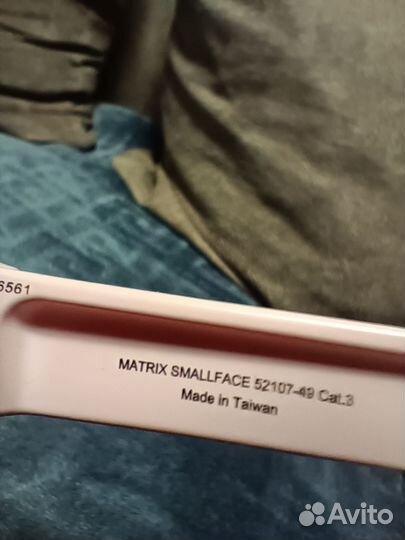 6561
MATRIX SMALLFACE 52107-49 Cat.3
Made in Taiwan
Avito